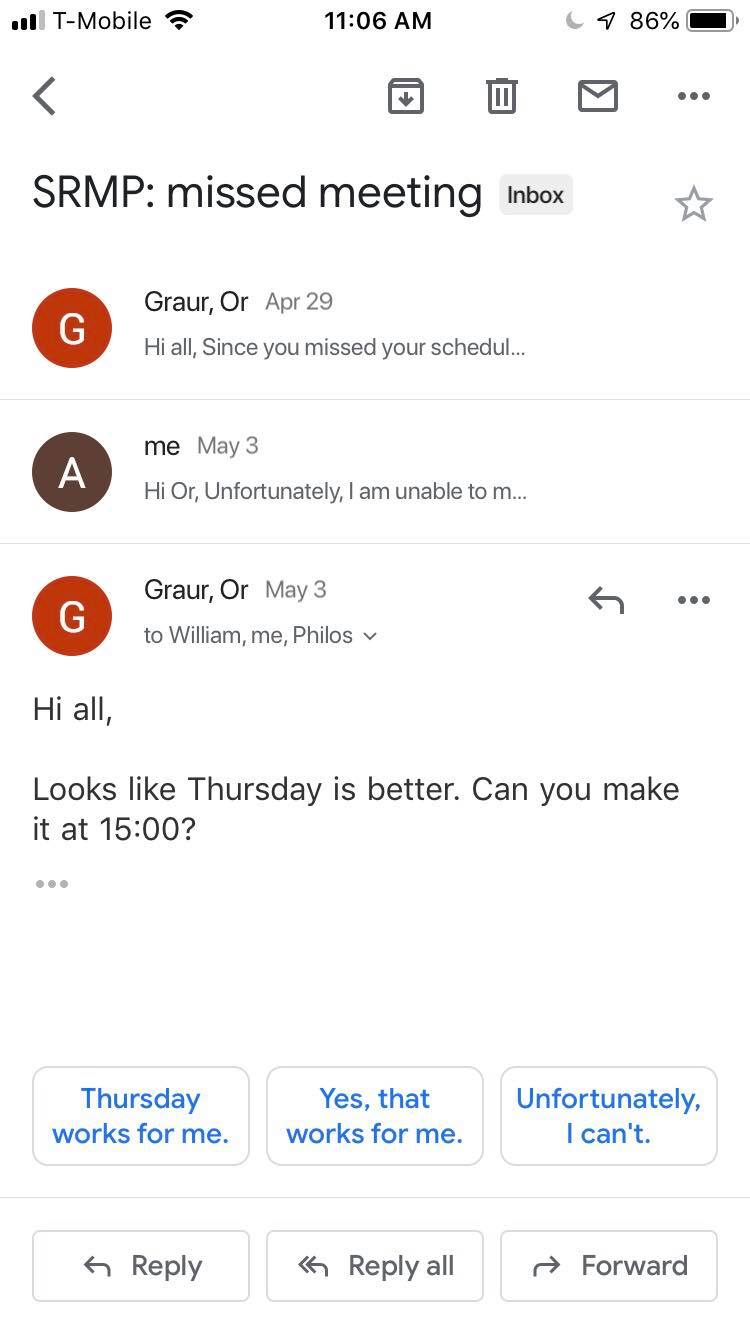 T-Mobile 11:06 AM 86%
SRMP: missed meeting Inbox
G Graur, Or Apr 29
Hi all, Since you missed your schedul...
A me May 3
Hi Or, Unfortunately, I am unable to m...
G Graur, Or May 3
to William, me, Philos
Hi all,
Looks like Thursday is better. Can you make
it at 15:00?
Thursday
works for me.
Yes, that
works for me.
Unfortunately,
I can't.
Reply Reply all Forward